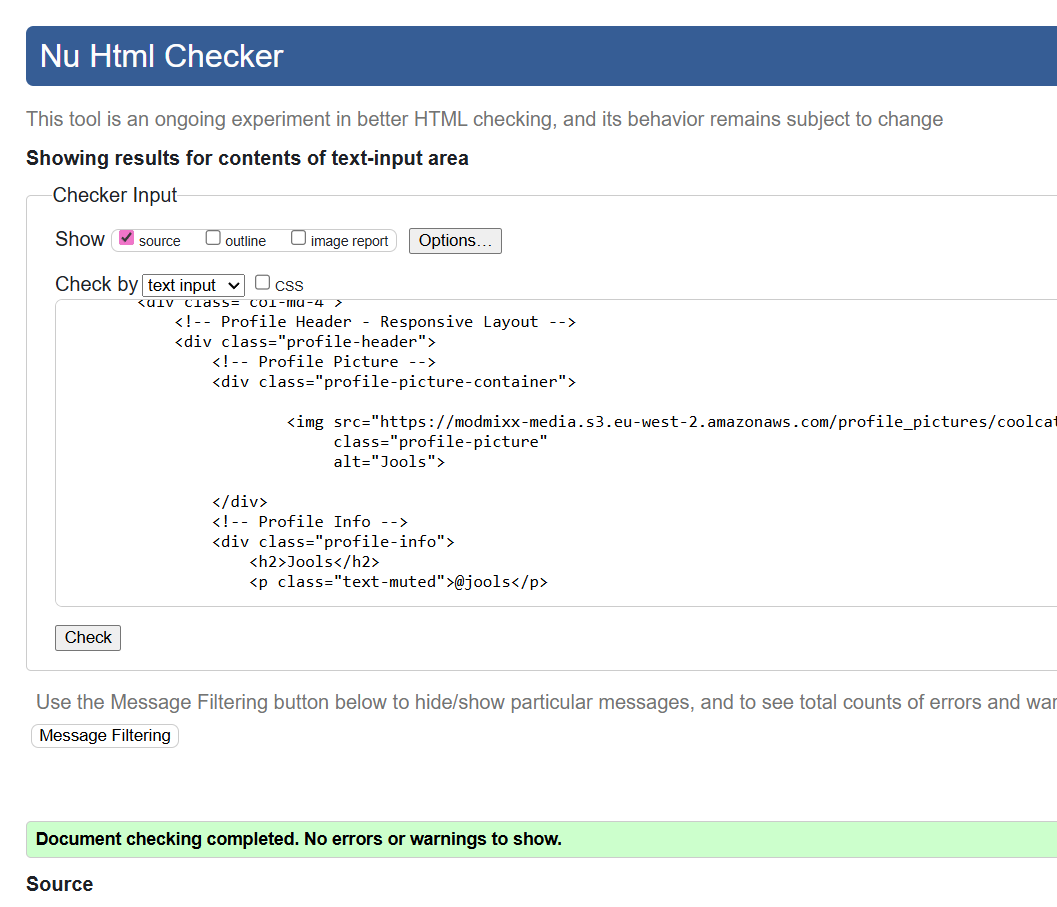 Nu Html Checker
This tool is an ongoing experiment in better HTML checking, and its behavior remains subject to change
Showing results for contents of text-input area
Checker Input
Show source outline image report Options...
Check by text input CSS
<div class="col-md-4">
<!-- Profile Header - Responsive Layout -->
<div class="profile-header">
<!-- Profile Picture -->
<div class="profile-picture-container">
<img src="https://modmixx-media.s3.eu-west-2.amazonaws.com/profile_pictures/coolcat
class="profile-picture"
alt="Jools">
</div>
<!-- Profile Info -->
<div class="profile-info">
<h2>Jools</h2>
<p class="text-muted">@jools</p>
Check
Use the Message Filtering button below to hide/show particular messages, and to see total counts of errors and war
Message Filtering
Document checking completed. No errors or warnings to show.
Source